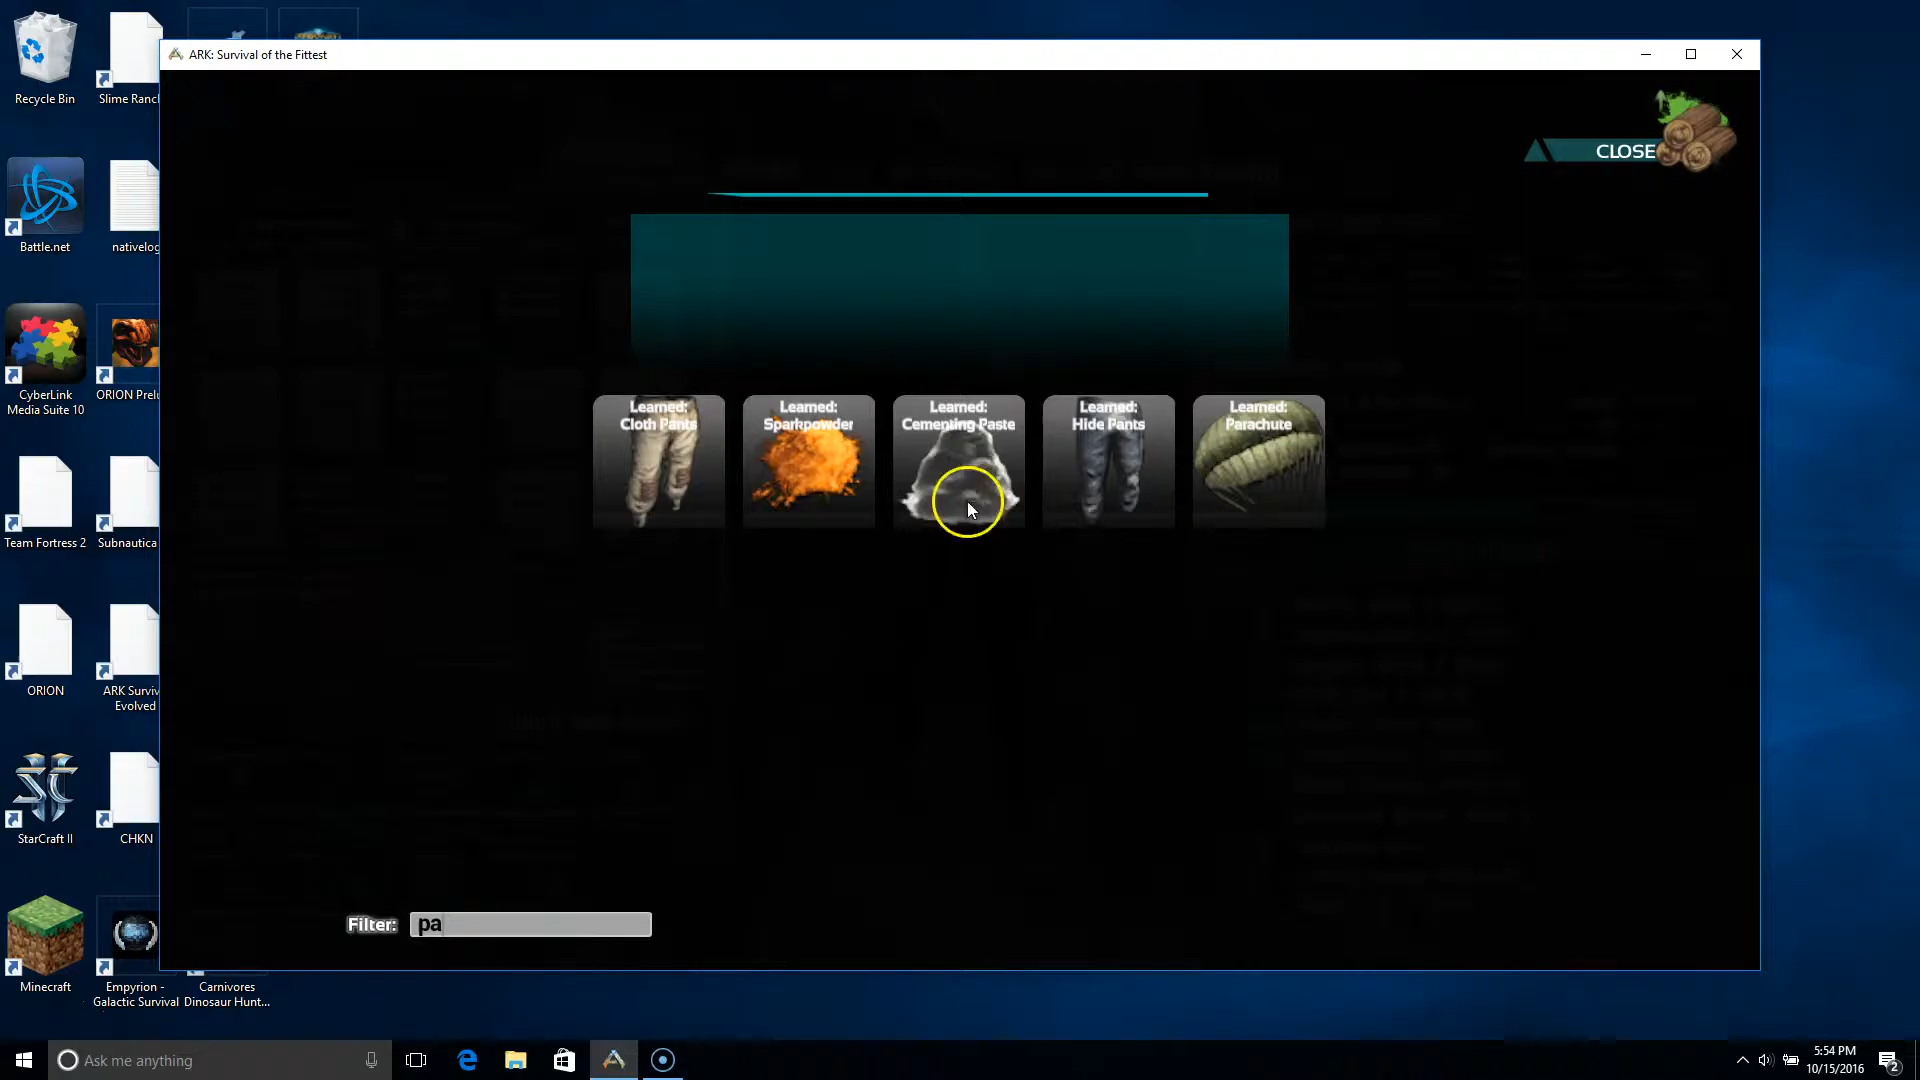 ARK: Survival of the Fittest
CLOSE
Learned:
Cloth Pants
Learned:
Sparkpowder
Learned:
Cementing Paste
Learned:
Hide Pants
Learned:
Parachute
Filter: pa
Recycle Bin
Slime Ranch
Battle.net
nativelog
CyberLink
Media Suite 10
ORION Prelu
Team Fortress 2
Subnautica
ORION
ARK Surviv
Evolved
StarCraft II
CHKN
Minecraft
Empyrion -
Galactic Survival
Carnivores
Dinosaur Hunt...
Ask me anything
5:54 PM
10/15/2016
2